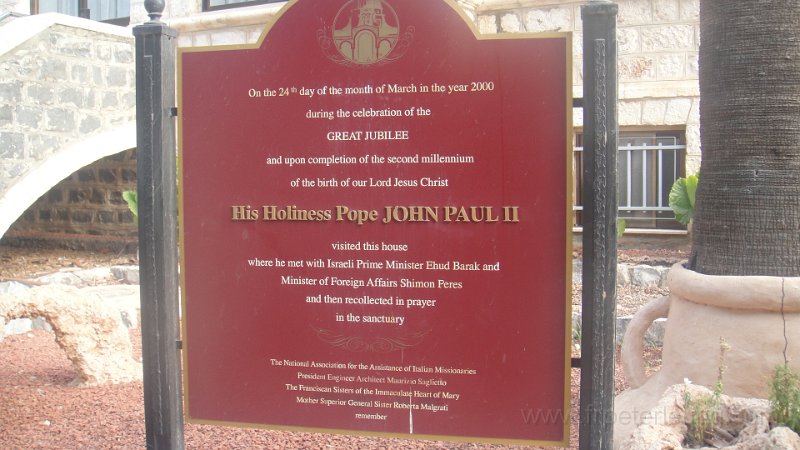 On the 24th day of the month of March in the year 2000
during the celebration of the
GREAT JUBILEE
and upon completion of the second millennium
of the birth of our Lord Jesus Christ
His Holiness Pope JOHN PAUL II
visited this house
where he met with Israeli Prime Minister Ehud Barak and
Minister of Foreign Affairs Shimon Peres
and then recollected in prayer
in the sanctuary
The National Association for the Assistance of Italian Missionaries
President Engineer Architect Maurizio Saglietto
The Franciscan Sisters of the Immaculate Heart of Mary
Mother Superior General Sister Roberta Malgrati
remember